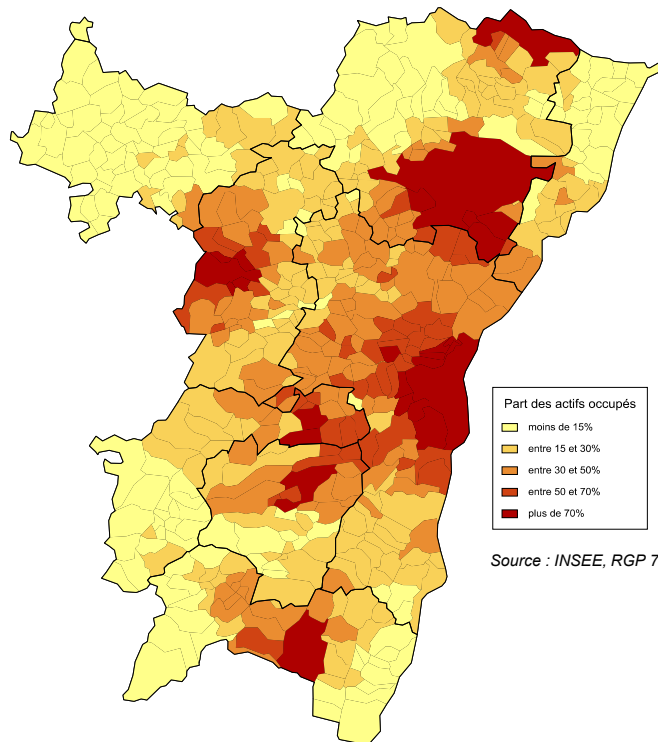 Part des actifs occupés
moins de 15%
entre 15 et 30%
entre 30 et 50%
entre 50 et 70%
plus de 70%
Source : INSEE, RGP 7